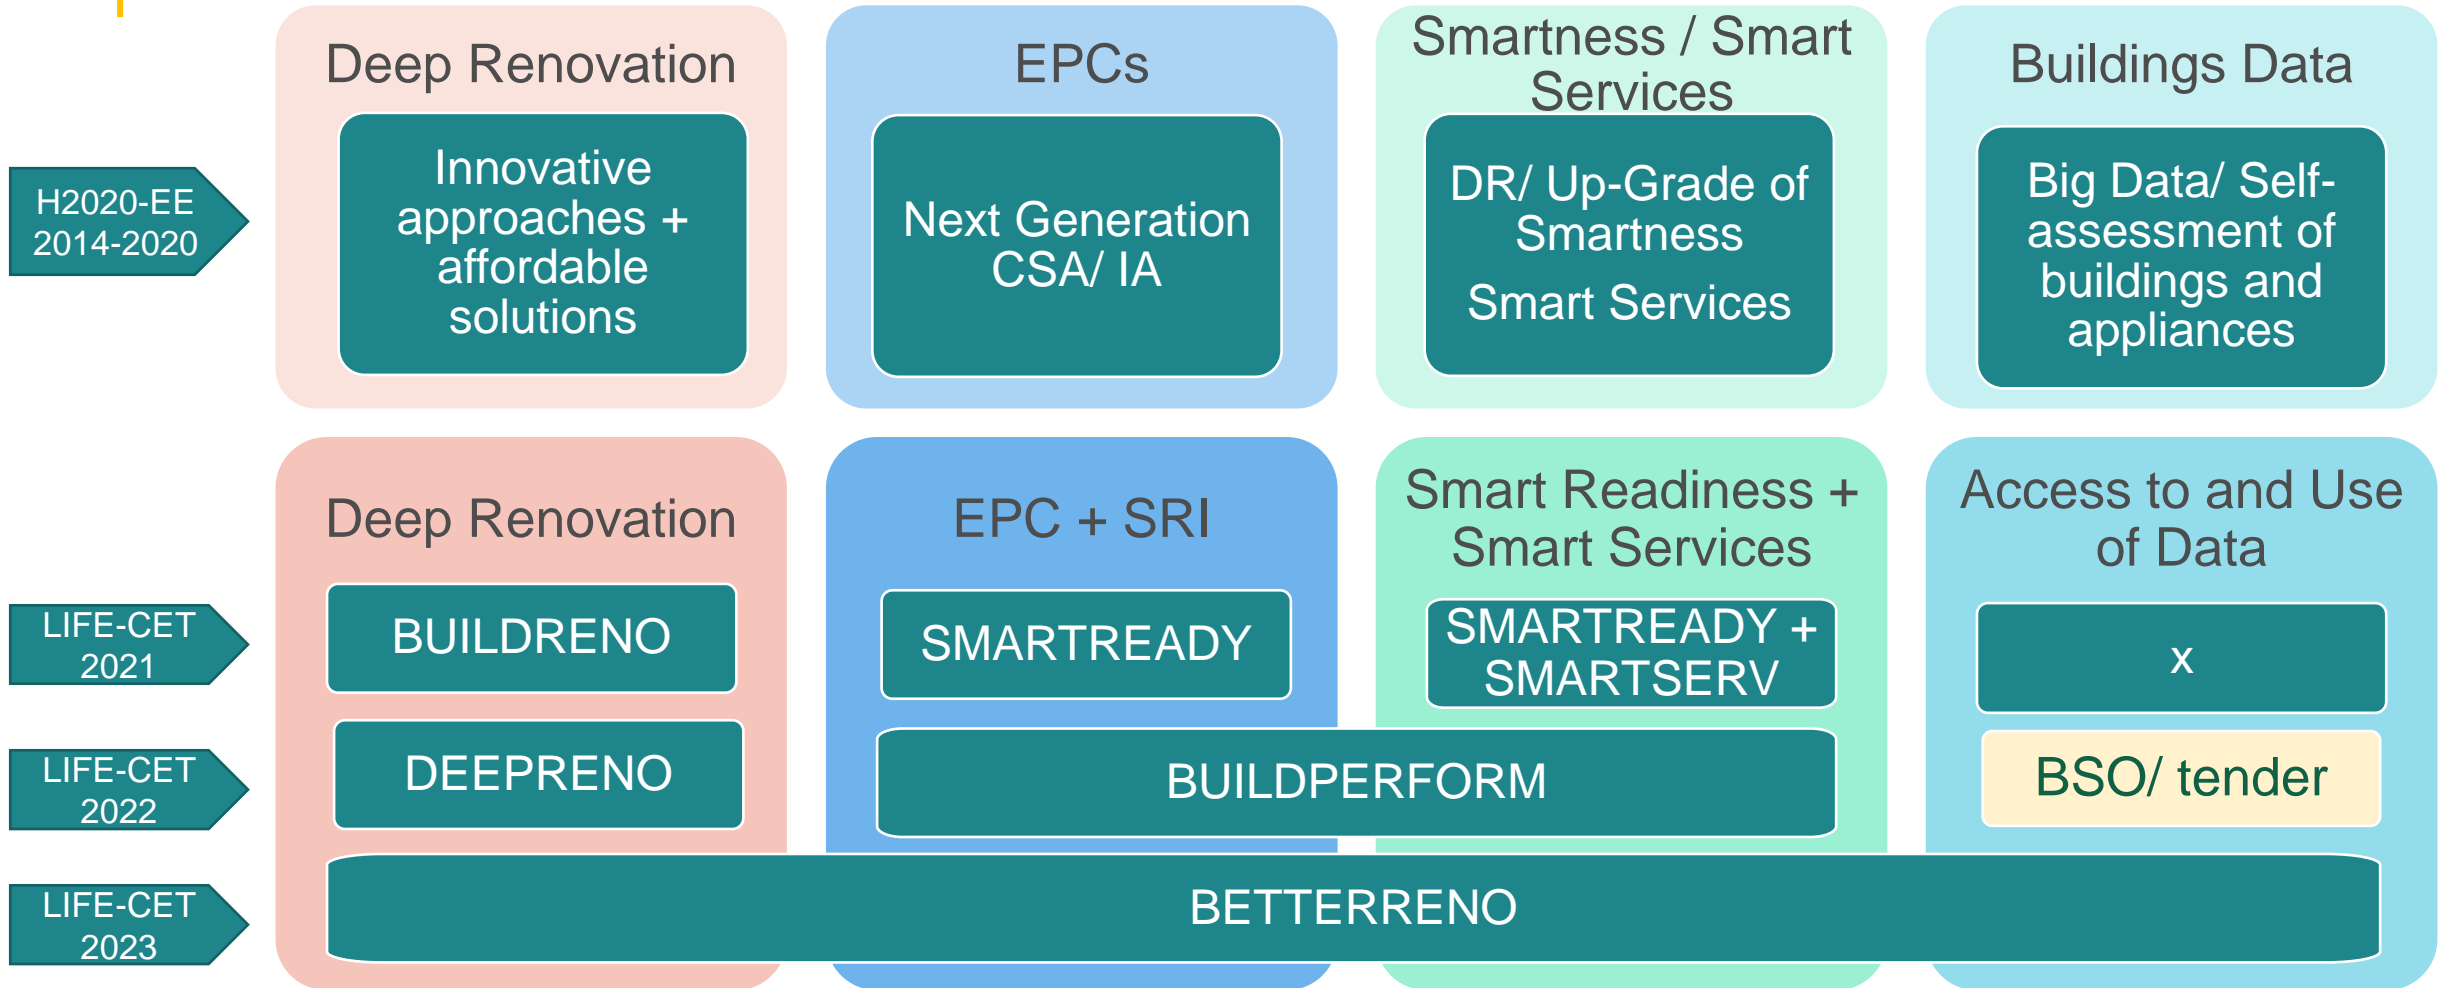 Deep Renovation
EPCs
Smartness / Smart
Services
Buildings Data
H2020-EE
2014-2020
Innovative
approaches +
affordable
solutions
Next Generation
CSA/ IA
DR/ Up-Grade of
Smartness
Smart Services
Big Data/ Self-
assessment of
buildings and
appliances
Deep Renovation
EPC + SRI
Smart Readiness +
Smart Services
Access to and Use
of Data
LIFE-CET
2021
BUILDRENO
SMARTREADY
SMARTREADY +
SMARTSERV
x
LIFE-CET
2022
DEEPRENO
BUILDPERFORM
BSO/ tender
LIFE-CET
2023
BETTERRENO